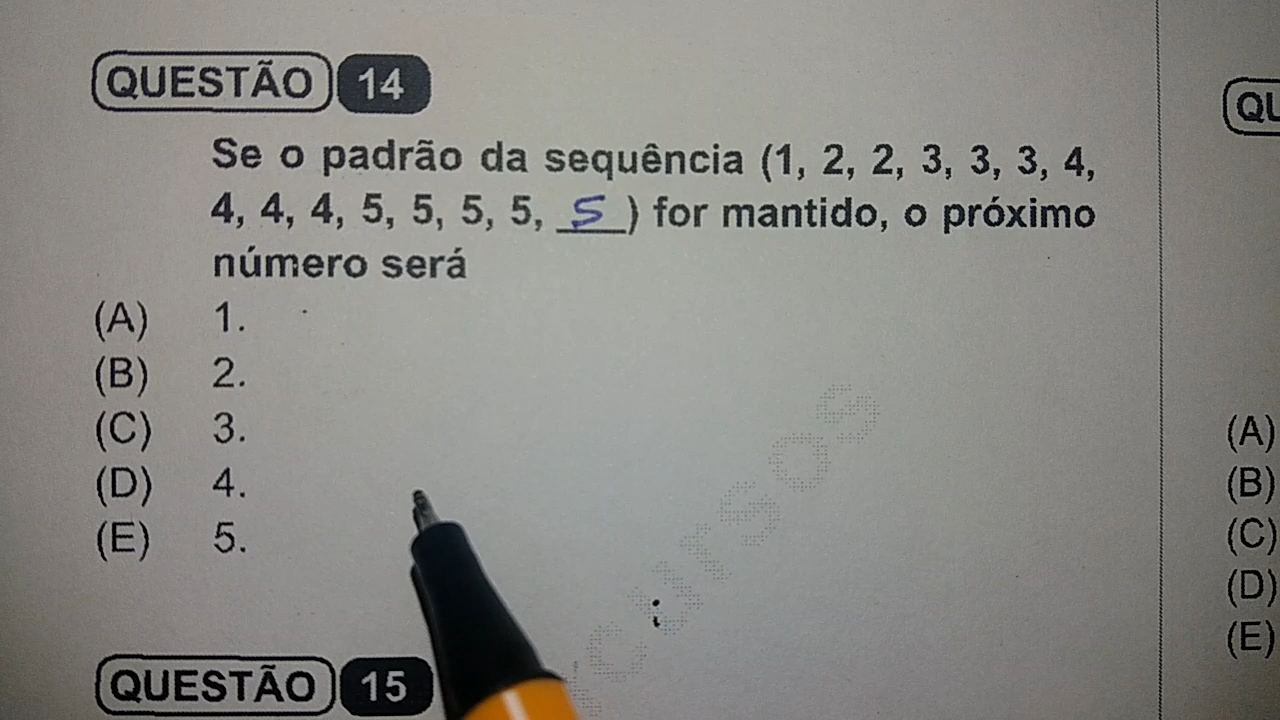 QUESTÃO 14
Se o padrão da sequência (1, 2, 2, 3, 3, 3, 4,
4, 4, 4, 5, 5, 5, 5, 5) for mantido, o próximo
número será
(A) 1.
(B) 2.
(C) 3.
(D) 4.
(E) 5.
cursos
QUESTÃO 15
(A)
(B)
(C)
(D)
(E)